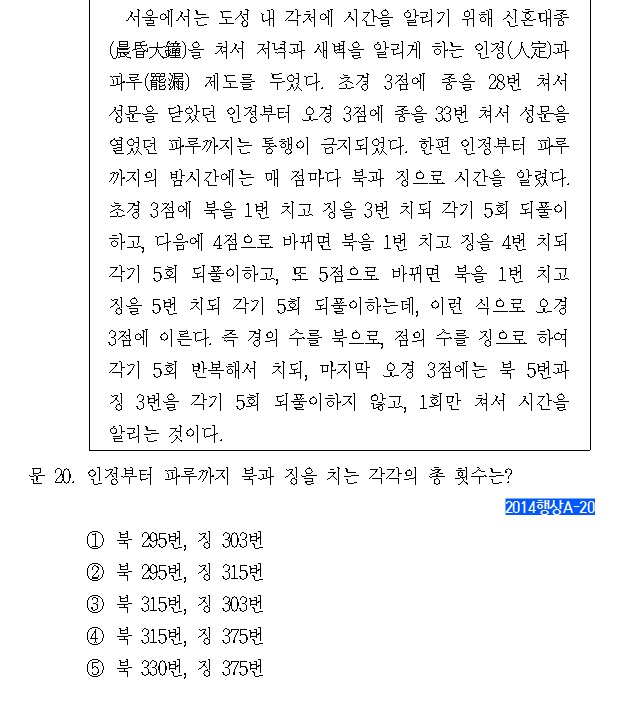 서울에서는 도성 내 각처에 시간을 알리기 위해 신혼대종
(晨昏大鐘)을 쳐서 저녁과 새벽을 알리게 하는 인정(人定)과
파루(罷漏) 제도를 두었다. 초경 3점에 종을 28번 쳐서
성문을 닫았던 인정부터 오경 3점에 종을 33번 쳐서 성문을
열었던 파루까지는 통행이 금지되었다. 한편 인정부터 파루
까지의 밤시간에는 매 점마다 북과 징으로 시간을 알렸다.
초경 3점에 북을 1번 치고 징을 3번 치되 각기 5회 되풀이
하고, 다음에 4점으로 바뀌면 북을 1번 치고 징을 4번 치되
각기 5회 되풀이하고, 또 5점으로 바뀌면 북을 1번 치고
징을 5번 치되 각기 5회 되풀이하는데, 이런 식으로 오경
3점에 이른다. 즉 경의 수를 북으로, 점의 수를 징으로 하여
각기 5회 반복해서 치되, 마지막 오경 3점에는 북 5번과
징 3번을 각기 5회 되풀이하지 않고, 1회만 쳐서 시간을
알리는 것이다.
문 20. 인정부터 파루까지 북과 징을 치는 각각의 총 횟수는?
2014행상A-20
① 북 295번, 징 303번
② 북 295번, 징 315번
③ 북 315번, 징 303번
④ 북 315번, 징 375번
⑤ 북 330번, 징 375번